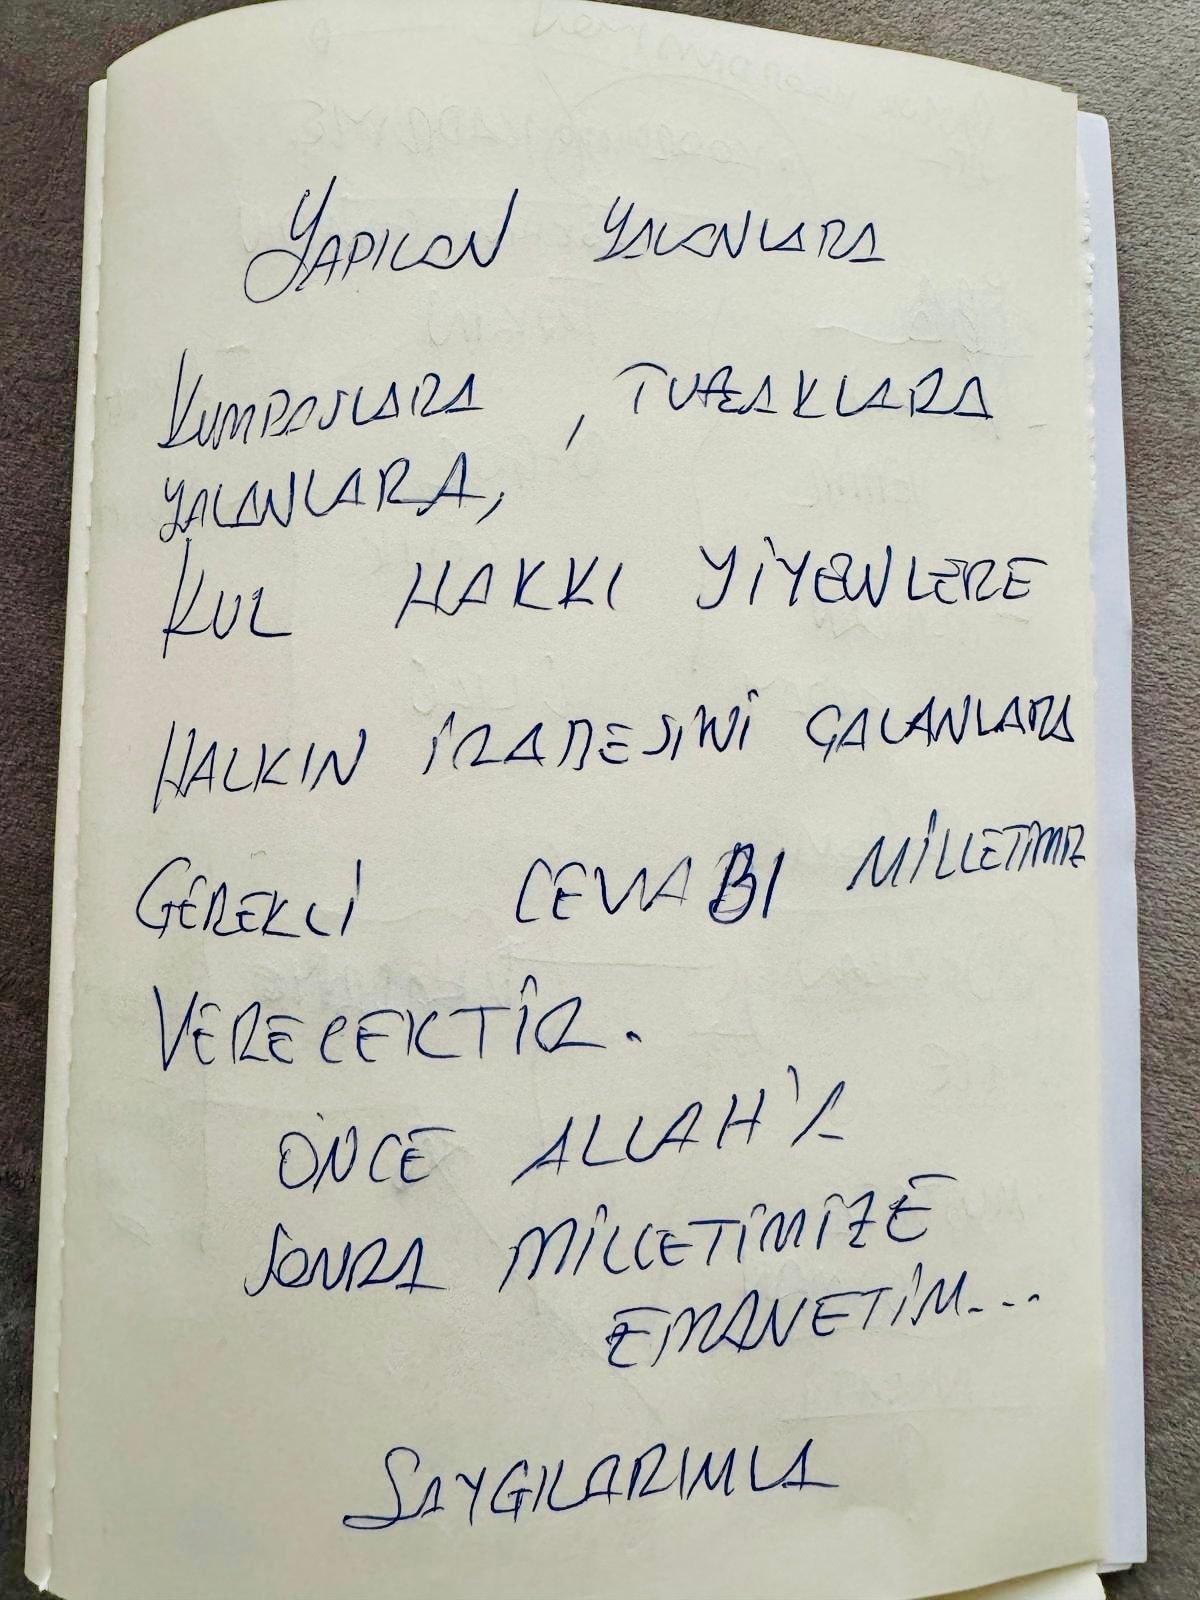 YAPILAN YALANLARA
KUMPASLARA, TUZAKLARA
YALANLARA,
KUL HAKKI YİYENLERE
HALKIN İRADESİNİ ÇALANLARA
GEREKLİ CEVABI MİLLETİMİZ
VERECEKTİR.
ÖNCE ALLAH'A
SONRA MİLLETİMİZE
EMANETİM...
SAYGILARIMLA